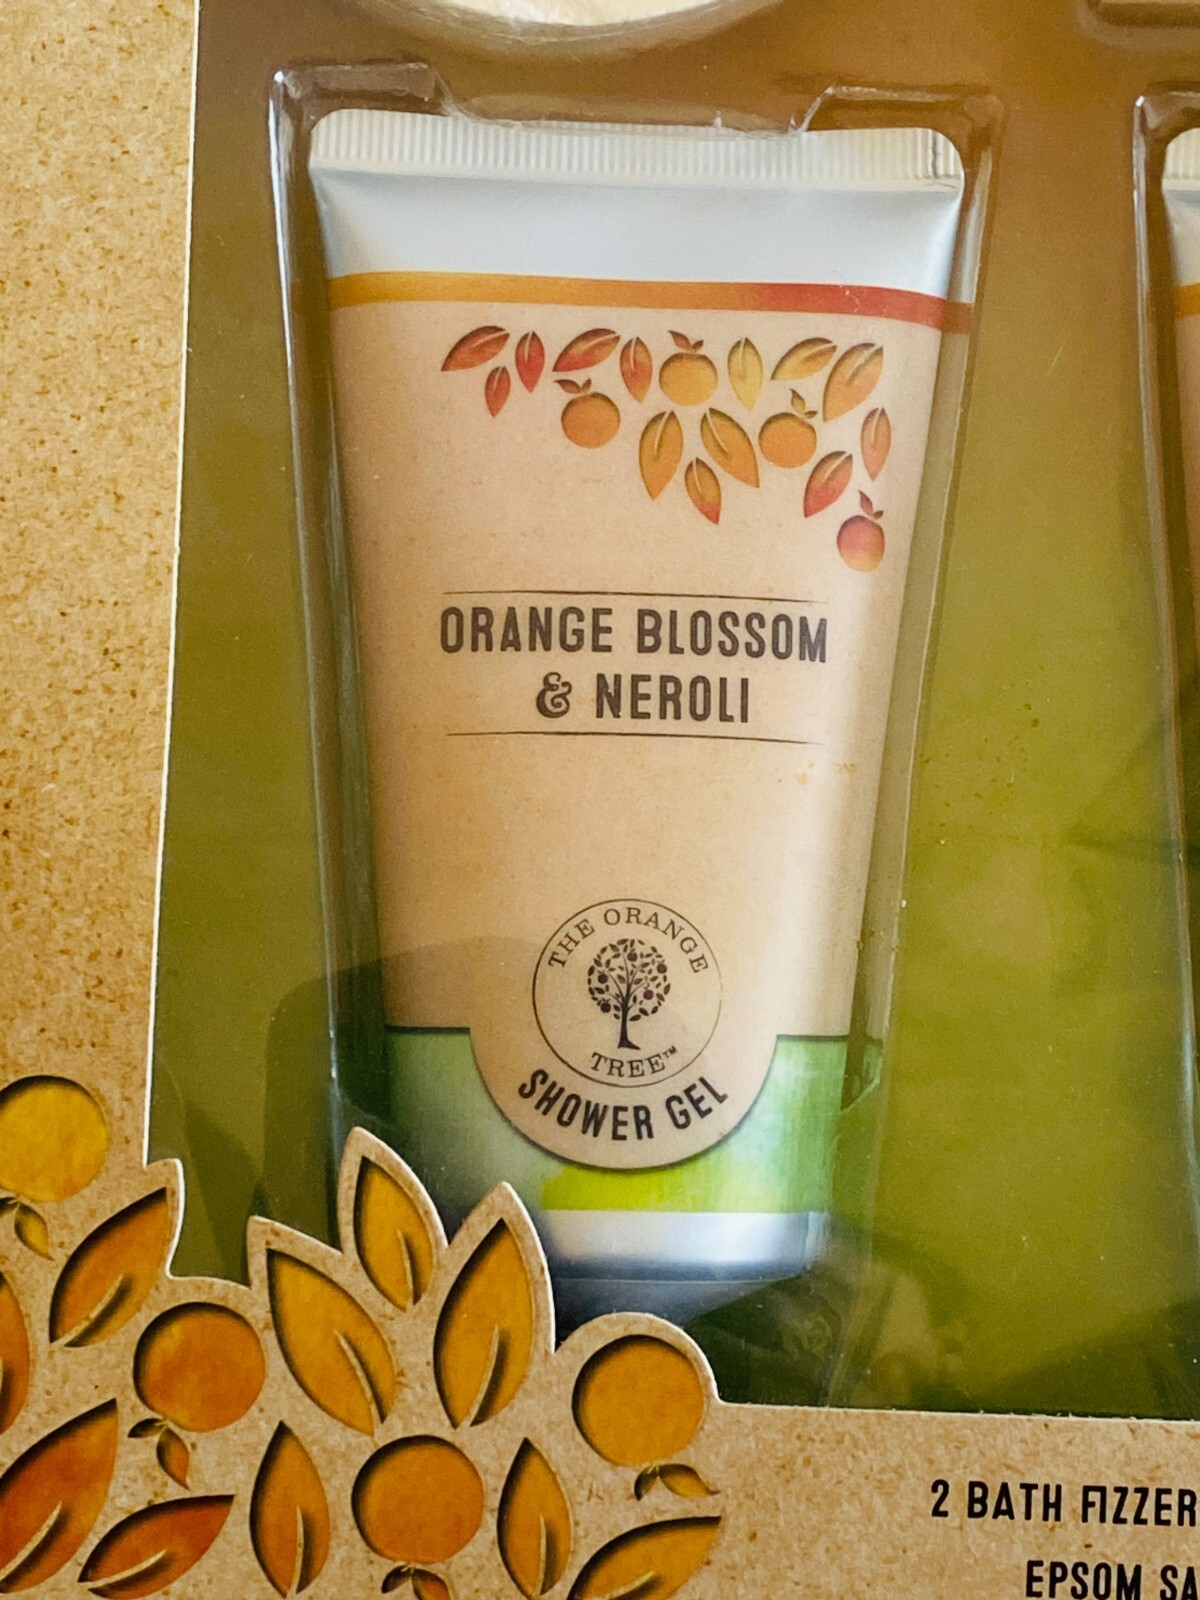 ORANGE BLOSSOM
& NEROLI
THE ORANGE
TREE™
SHOWER GEL
2 BATH FIZZER
EPSOM SA